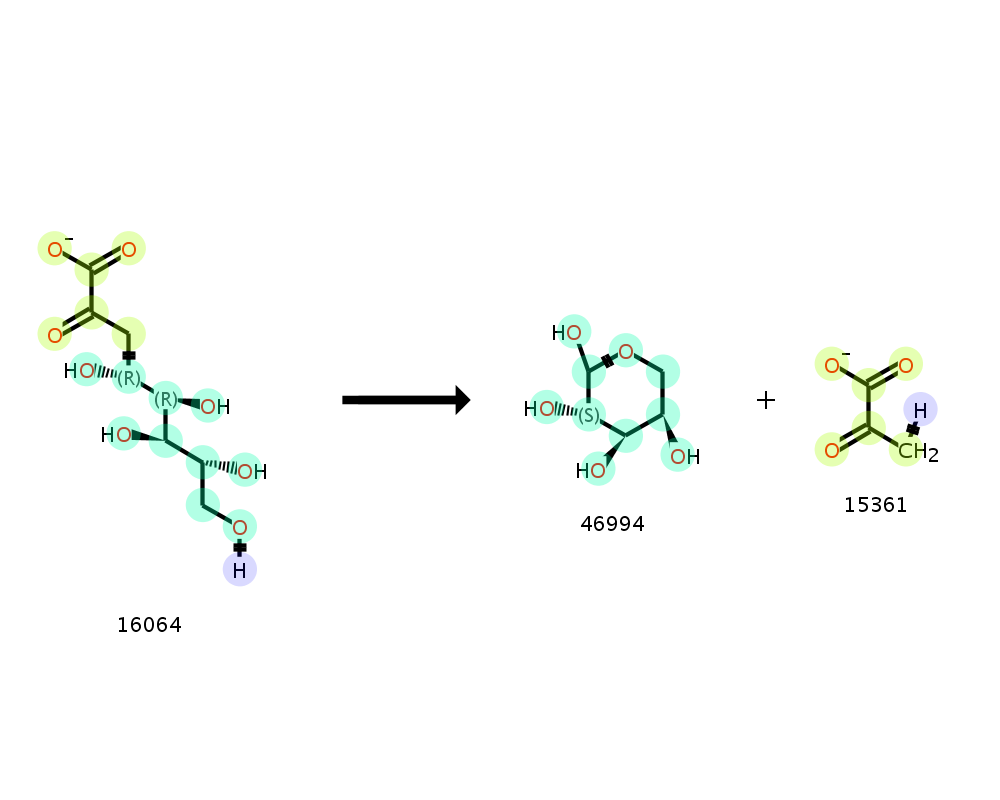 O⁻ O
O
HO (R)
(R) OH
HO
OH
O
H
16064
HO O
HO (S)
HO OH
46994
+
O⁻ O
H
O CH₂
15361